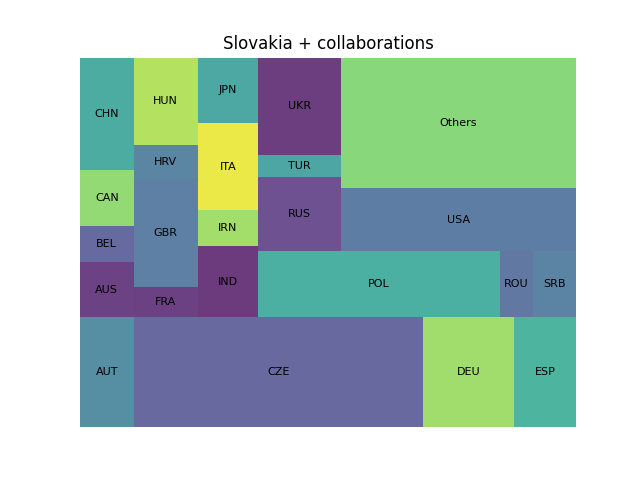 Slovakia + collaborations
CHN
HUN
JPN
UKR
Others
HRV
ITA
TUR
CAN
RUS
USA
GBR
IRN
BEL
IND
POL
ROU
SRB
AUS
FRA
AUT
CZE
DEU
ESP